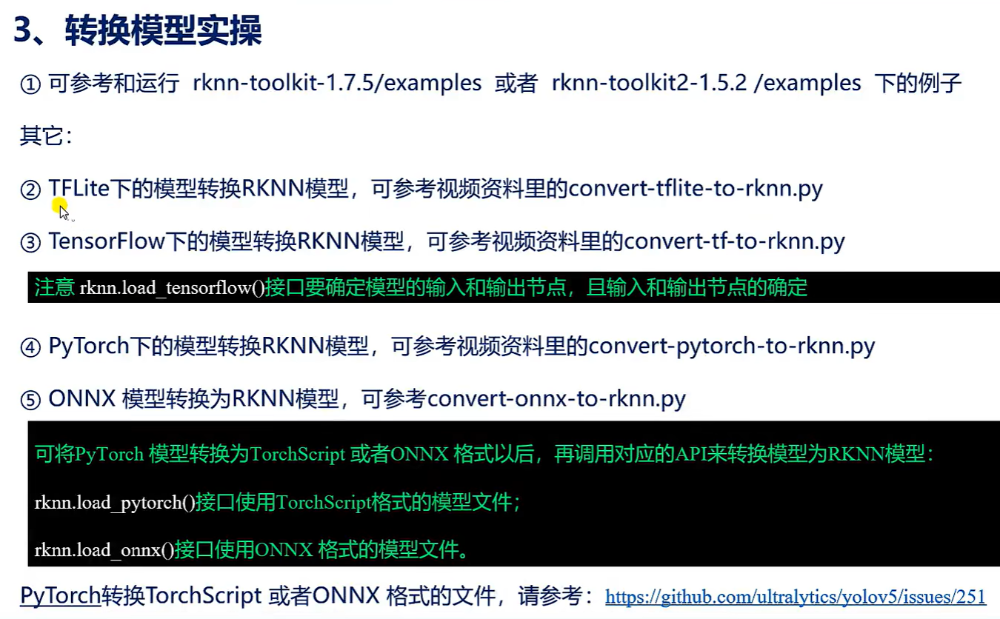 3、转换模型实操
① 可参考和运行 rknn-toolkit-1.7.5/examples 或者 rknn-toolkit2-1.5.2 /examples 下的例子
其它：
② TFLite下的模型转换RKNN模型，可参考视频资料里的convert-tflite-to-rknn.py
③ TensorFlow下的模型转换RKNN模型，可参考视频资料里的convert-tf-to-rknn.py
注意 rknn.load_tensorflow()接口要确定模型的输入和输出节点，且输入和输出节点的确定
④ PyTorch下的模型转换RKNN模型，可参考视频资料里的convert-pytorch-to-rknn.py
⑤ ONNX 模型转换为RKNN模型，可参考convert-onnx-to-rknn.py
可将PyTorch 模型转换为TorchScript 或者ONNX 格式以后，再调用对应的API来转换模型为RKNN模型：
rknn.load_pytorch()接口使用TorchScript格式的模型文件；
rknn.load_onnx()接口使用ONNX 格式的模型文件。
PyTorch转换TorchScript 或者ONNX 格式的文件，请参考：https://github.com/ultralytics/yolov5/issues/251